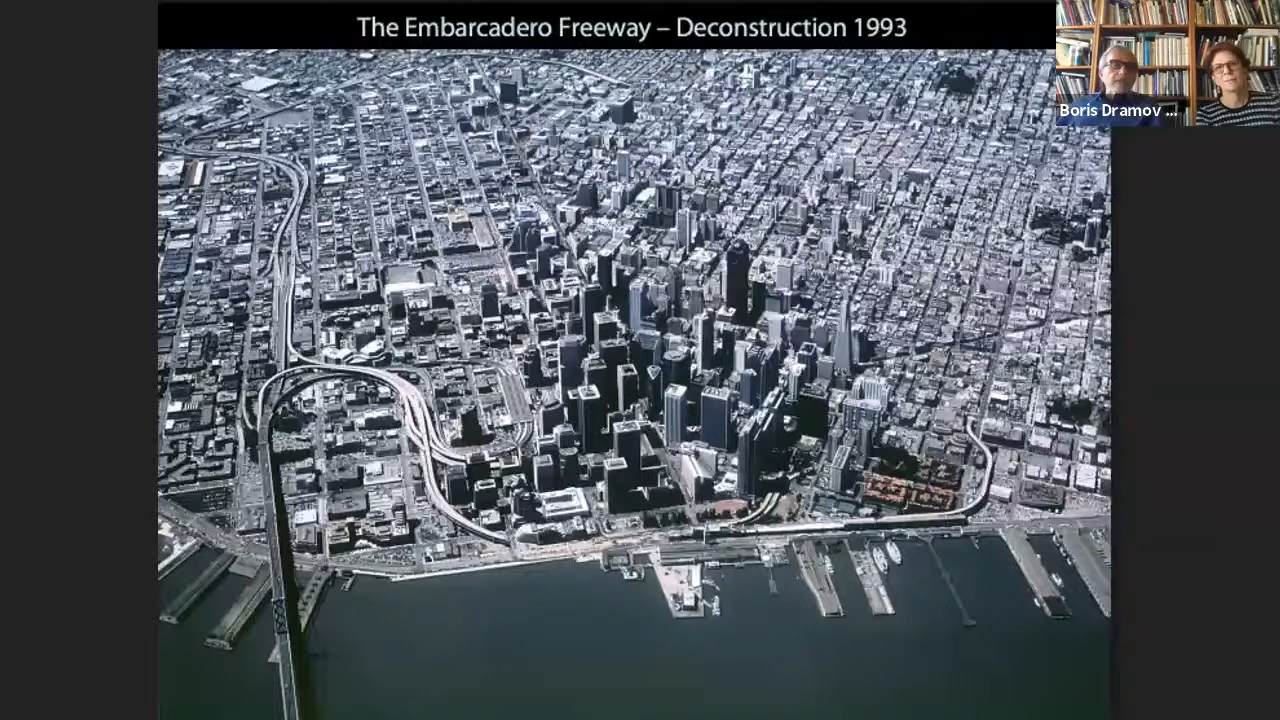 The Embarcadero Freeway – Deconstruction 1993
Boris Dramov ...